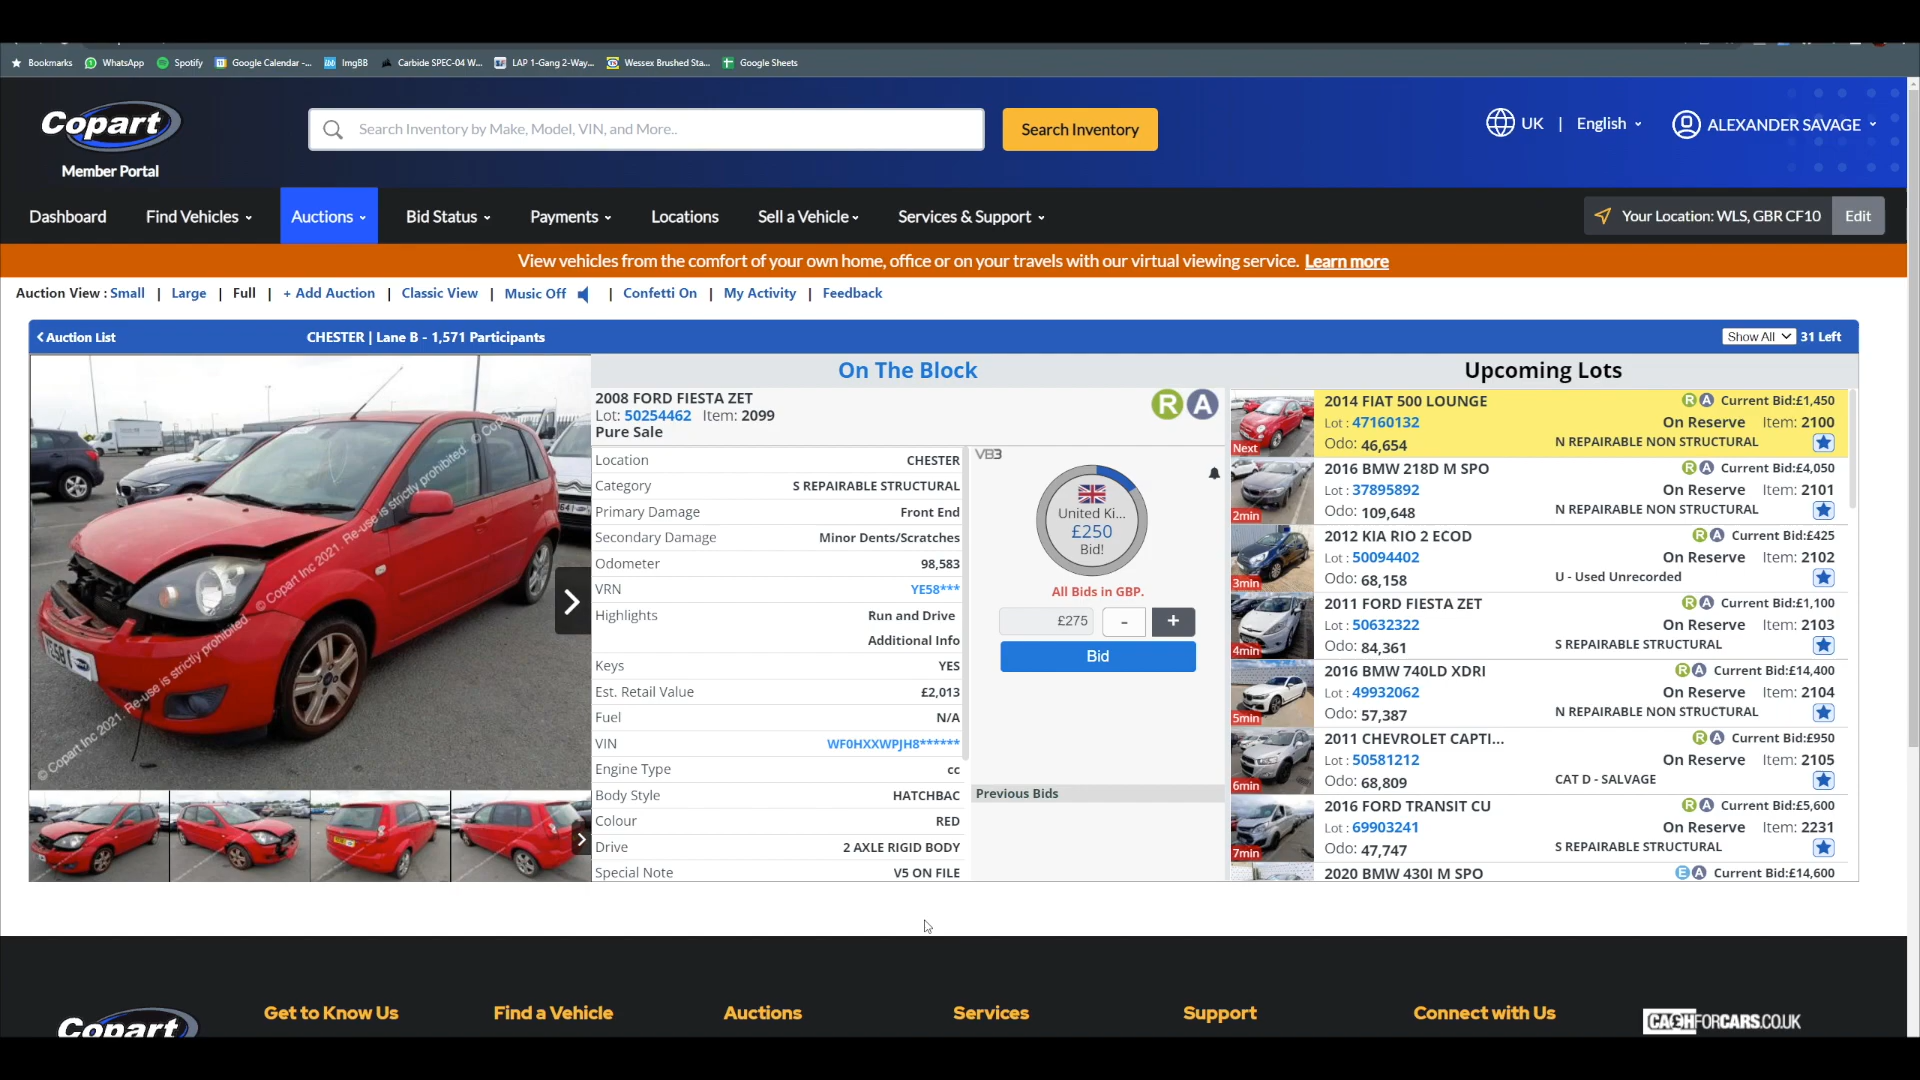 Bookmarks
WhatsApp
Spotify
Google Calendar -...
ImgBB
Carbide SPEC-04 W...
LAP 1-Gang 2-Way...
Wessex Brushed Sta...
Google Sheets
Copart
Member Portal
Search Inventory by Make, Model, VIN, and More..
Search Inventory
UK | English
ALEXANDER SAVAGE
Dashboard
Find Vehicles
Auctions
Bid Status
Payments
Locations
Sell a Vehicle
Services & Support
Your Location: WLS, GBR CF10
Edit
View vehicles from the comfort of your own home, office or on your travels with our virtual viewing service. Learn more
Auction View : Small | Large | Full | + Add Auction | Classic View | Music Off | Confetti On | My Activity | Feedback
Auction List
CHESTER | Lane B - 1,571 Participants
Show All
31 Left
© Copart Inc 2021. Re-use is strictly prohibited
© Copart Inc 2021. Re-use is strictly prohibited
On The Block
2008 FORD FIESTA ZET
Lot: 50254462 Item: 2099
Pure Sale
R A
Location CHESTER
Category S REPAIRABLE STRUCTURAL
Primary Damage Front End
Secondary Damage Minor Dents/Scratches
Odometer 98,583
VRN YE58***
Highlights Run and Drive
Additional Info
Keys YES
Est. Retail Value £2,013
Fuel N/A
VIN WF0HXXWPJH8******
Engine Type cc
Body Style HATCHBAC
Colour RED
Drive 2 AXLE RIGID BODY
Special Note V5 ON FILE
VB3
United Ki...
£250
Bid!
All Bids in GBP.
£275
-
+
Bid
Previous Bids
Upcoming Lots
2014 FIAT 500 LOUNGE R A Current Bid:£1,450
Lot : 47160132 On Reserve Item: 2100
Odo: 46,654 N REPAIRABLE NON STRUCTURAL
Next
2016 BMW 218D M SPO R A Current Bid:£4,050
Lot : 37895892 On Reserve Item: 2101
Odo: 109,648 N REPAIRABLE NON STRUCTURAL
2min
2012 KIA RIO 2 ECOD R A Current Bid:£425
Lot : 50094402 On Reserve Item: 2102
Odo: 68,158 U - Used Unrecorded
3min
2011 FORD FIESTA ZET R A Current Bid:£1,100
Lot : 50632322 On Reserve Item: 2103
Odo: 84,361 S REPAIRABLE STRUCTURAL
4min
2016 BMW 740LD XDRI R A Current Bid:£14,400
Lot : 49932062 On Reserve Item: 2104
Odo: 57,387 N REPAIRABLE NON STRUCTURAL
5min
2011 CHEVROLET CAPTI... R A Current Bid:£950
Lot : 50581212 On Reserve Item: 2105
Odo: 68,809 CAT D - SALVAGE
6min
2016 FORD TRANSIT CU R A Current Bid:£5,600
Lot : 69903241 On Reserve Item: 2231
Odo: 47,747 S REPAIRABLE STRUCTURAL
7min
2020 BMW 430I M SPO E A Current Bid:£14,600
Copart
Get to Know Us
Find a Vehicle
Auctions
Services
Support
Connect with Us
CA£HFORCARS.CO.UK